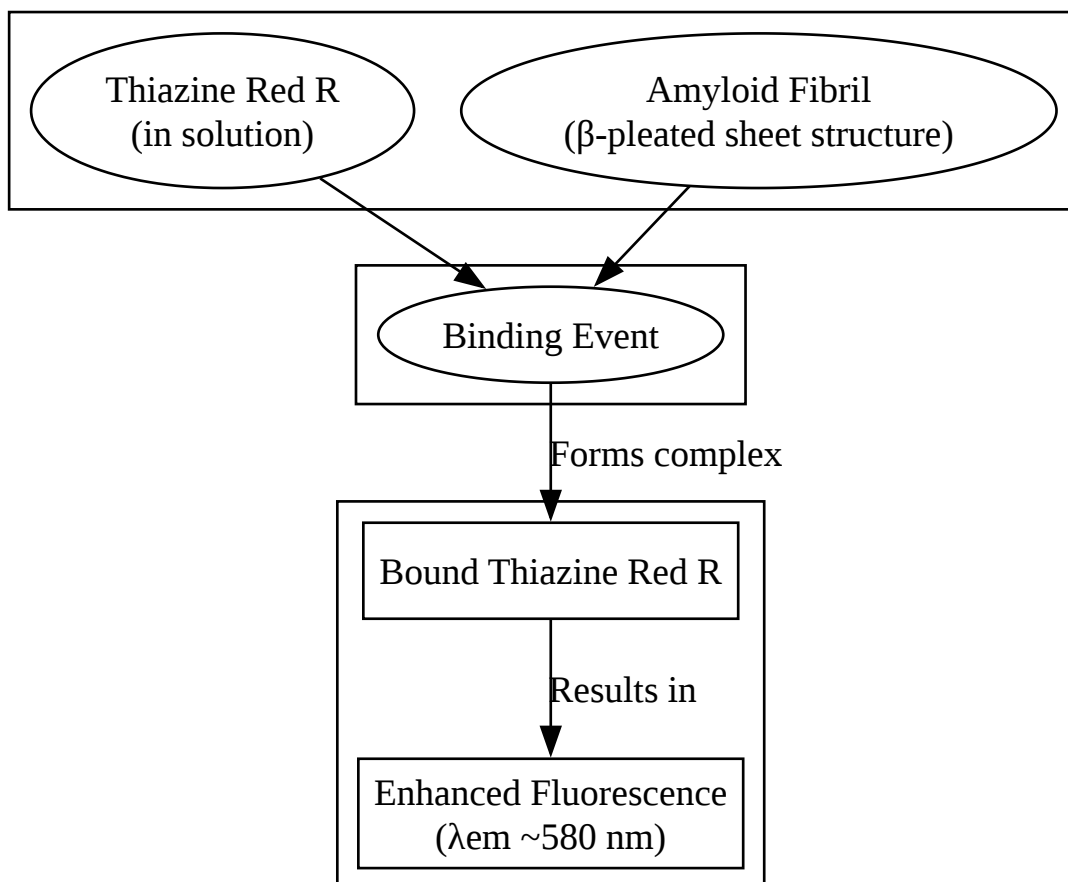 Thiazine Red R
(in solution)
Amyloid Fibril
(β-pleated sheet structure)
Binding Event
Forms complex
Bound Thiazine Red R
Results in
Enhanced Fluorescence
(λem ~580 nm)